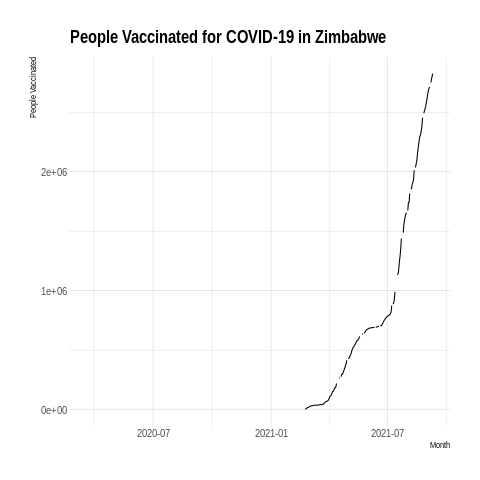 People Vaccinated for COVID-19 in Zimbabwe
People Vaccinated
2e+06
1e+06
0e+00
2020-07 2021-01 2021-07
Month